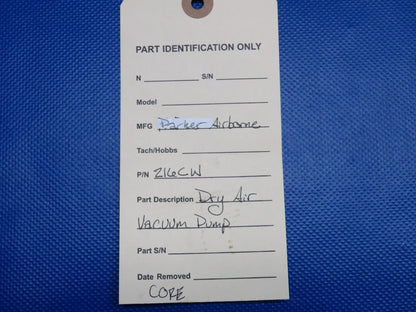 PART IDENTIFICATION ONLY
N S/N
Model
MFG Parker Airborne
Tach/Hobbs
P/N 216CW
Part Description Dry Air
Vacuum Pump
Part S/N
Date Removed
CORE